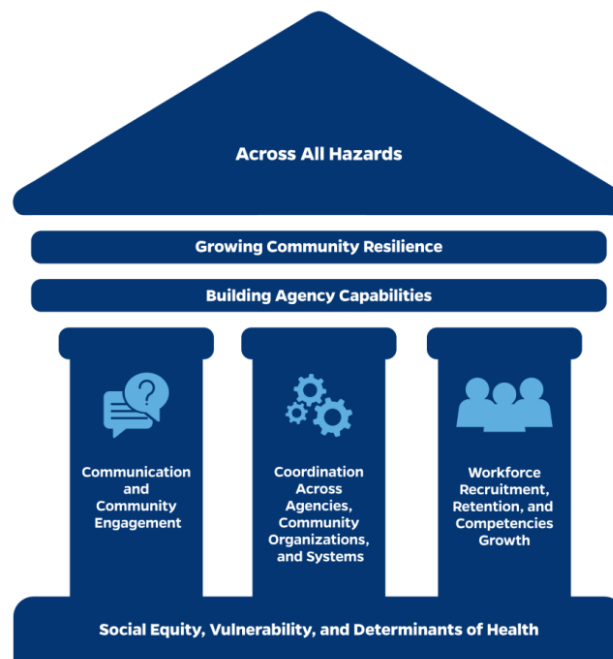 Across All Hazards
Growing Community Resilience
Building Agency Capabilities
?
Communication
and
Community
Engagement
Coordination
Across
Agencies,
Community
Organizations,
and Systems
Workforce
Recruitment,
Retention, and
Competencies
Growth
Social Equity, Vulnerability, and Determinants of Health